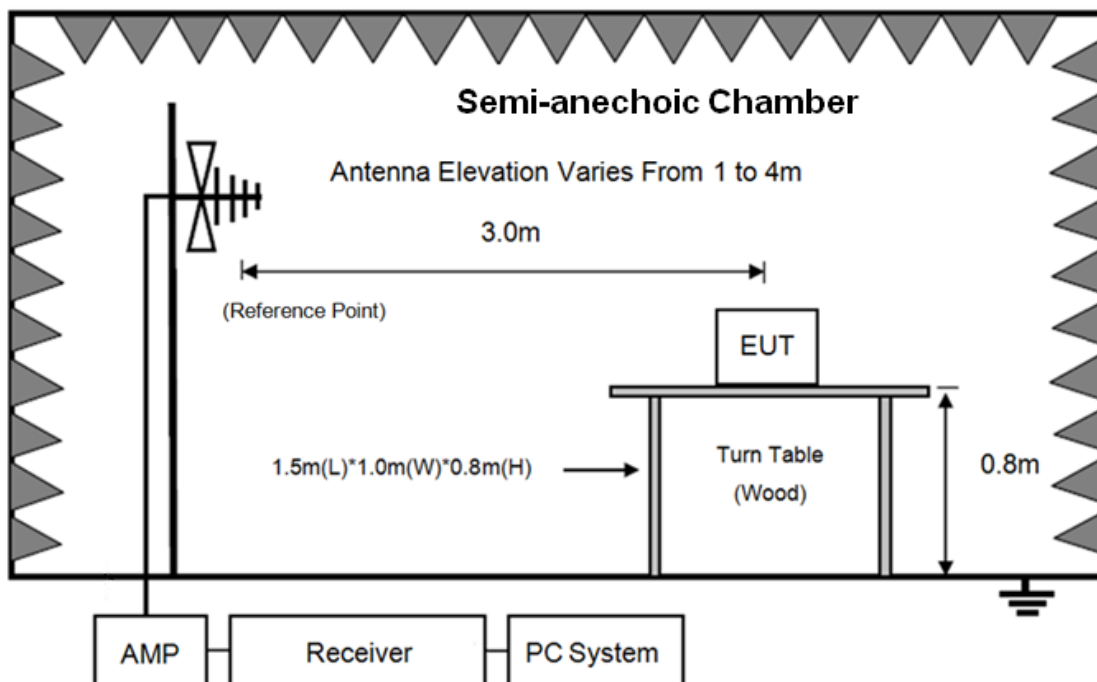 Semi-anechoic Chamber
Antenna Elevation Varies From 1 to 4m
3.0m
(Reference Point)
EUT
1.5m(L)*1.0m(W)*0.8m(H)
Turn Table
(Wood)
0.8m
AMP
Receiver
PC System